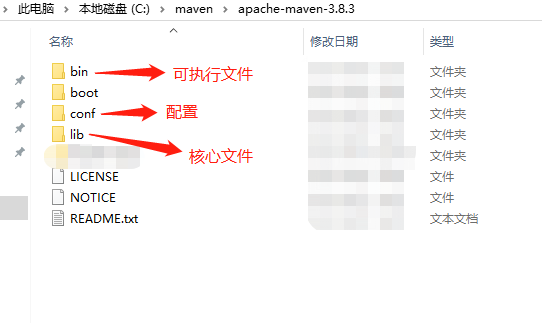 此电脑 > 本地磁盘 (C:) > maven > apache-maven-3.8.3
名称 修改日期 类型
bin 可执行文件 文件夹
boot 文件夹
conf 配置 文件夹
lib 核心文件 文件夹
文件夹
LICENSE 文件
NOTICE 文件
README.txt 文本文档